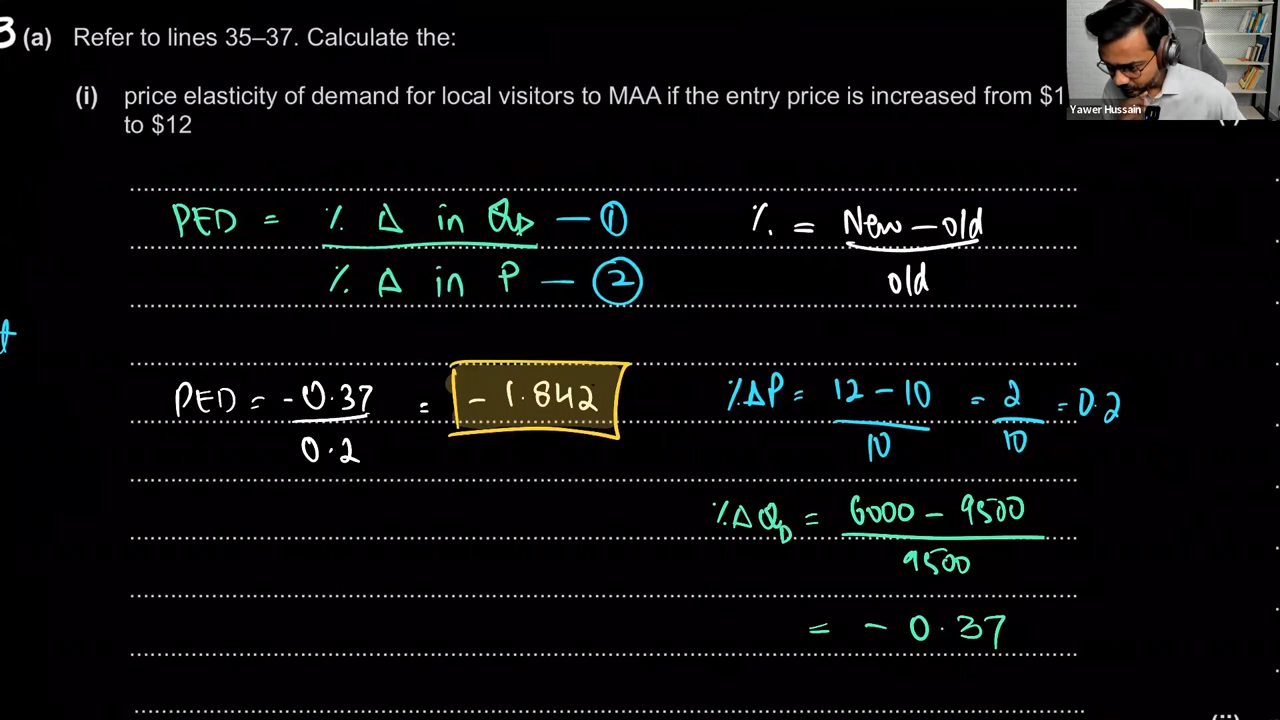 3 (a) Refer to lines 35–37. Calculate the:
(i) price elasticity of demand for local visitors to MAA if the entry price is increased from $1
to $12
Yawer Hussain
PED = % Δ in QD — ①
% Δ in P — ②
% = New - old
old
PED = -0.37 = - 1.842
0.2
%ΔP = 12 - 10 = 2 = 0.2
10 10
%ΔQD = 6000 - 9500
9500
= - 0.37